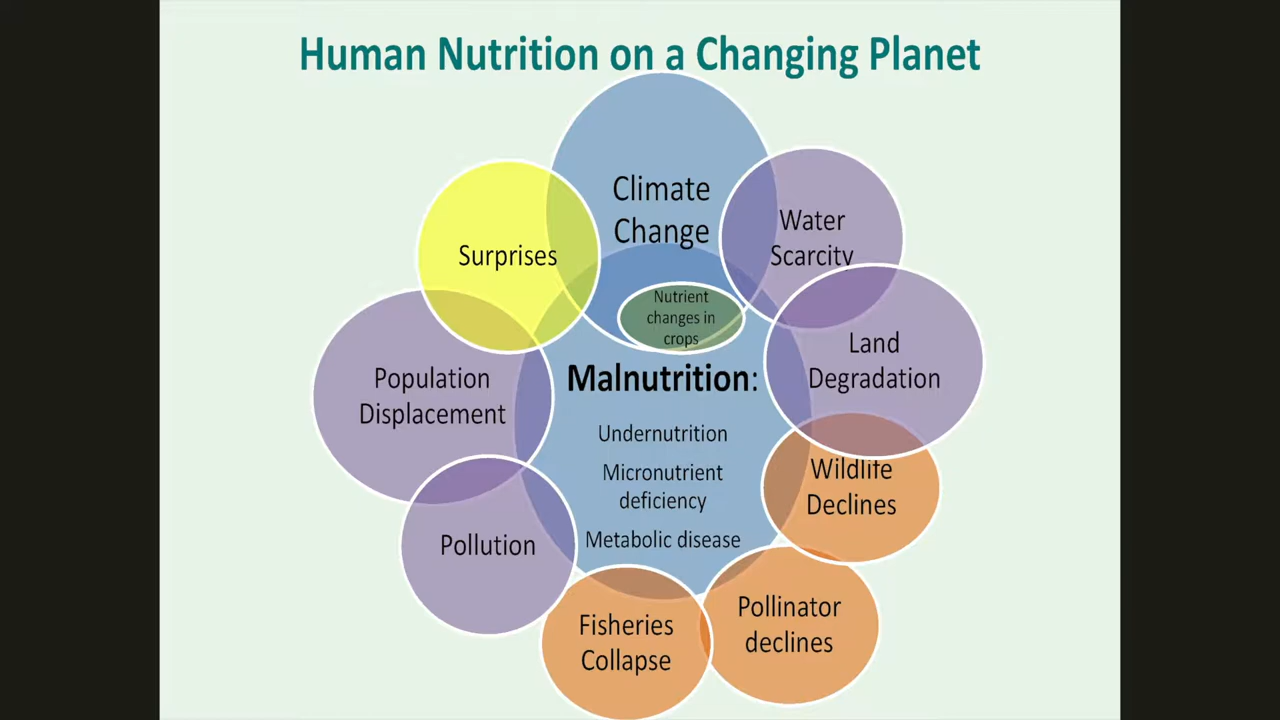 Human Nutrition on a Changing Planet
Climate
Change
Water
Scarcity
Surprises
Nutrient
changes in
crops
Land
Degradation
Malnutrition:
Population
Displacement
Undernutrition
Micronutrient
deficiency
Metabolic disease
Wildlife
Declines
Pollution
Pollinator
declines
Fisheries
Collapse